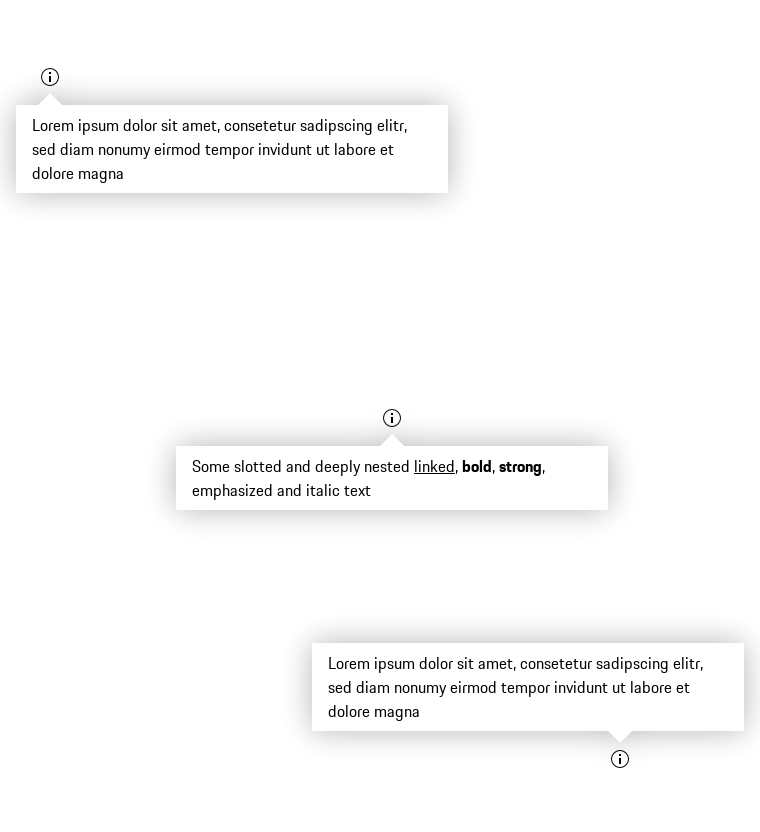 Lorem ipsum dolor sit amet, consetetur sadipscing elitr,
sed diam nonumy eirmod tempor invidunt ut labore et
dolore magna
Some slotted and deeply nested linked, bold, strong,
emphasized and italic text
Lorem ipsum dolor sit amet, consetetur sadipscing elitr,
sed diam nonumy eirmod tempor invidunt ut labore et
dolore magna